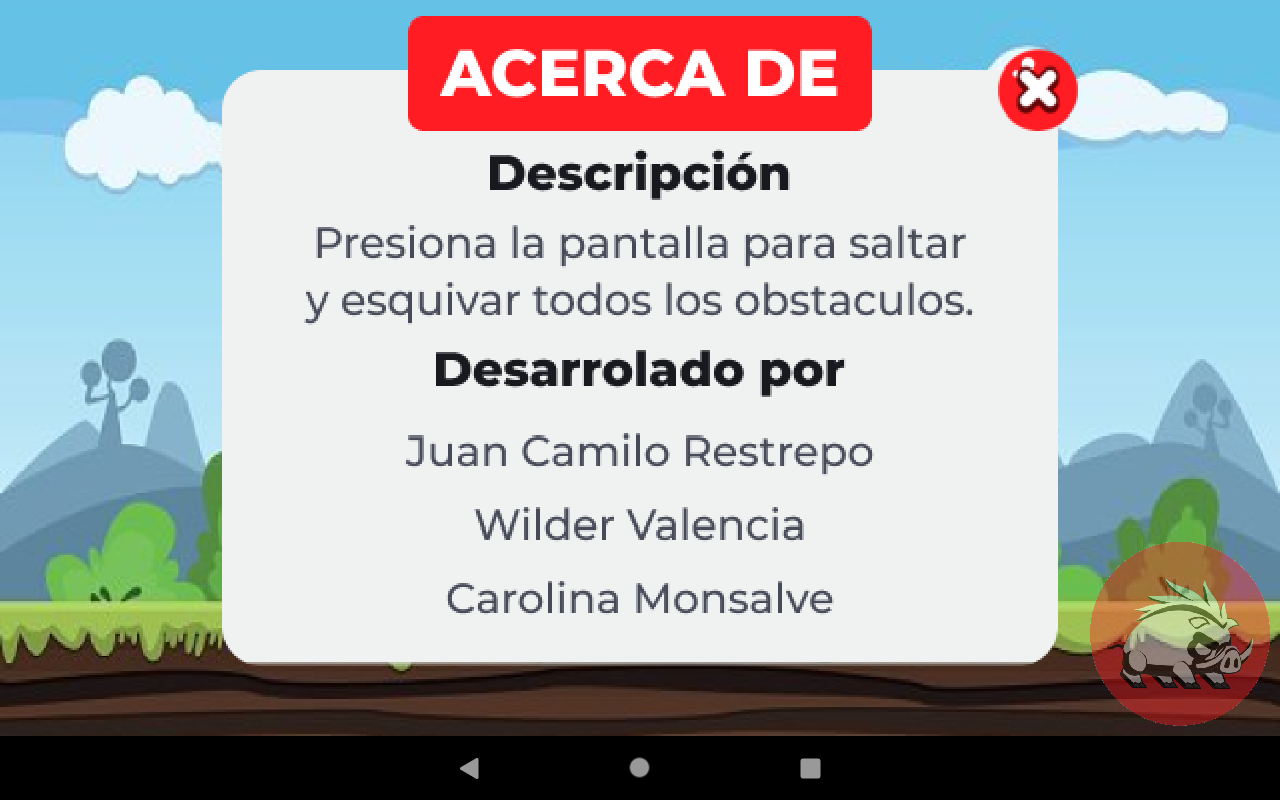 ACERCA DE
Descripción
Presiona la pantalla para saltar
y esquivar todos los obstaculos.
Desarrolado por
Juan Camilo Restrepo
Wilder Valencia
Carolina Monsalve